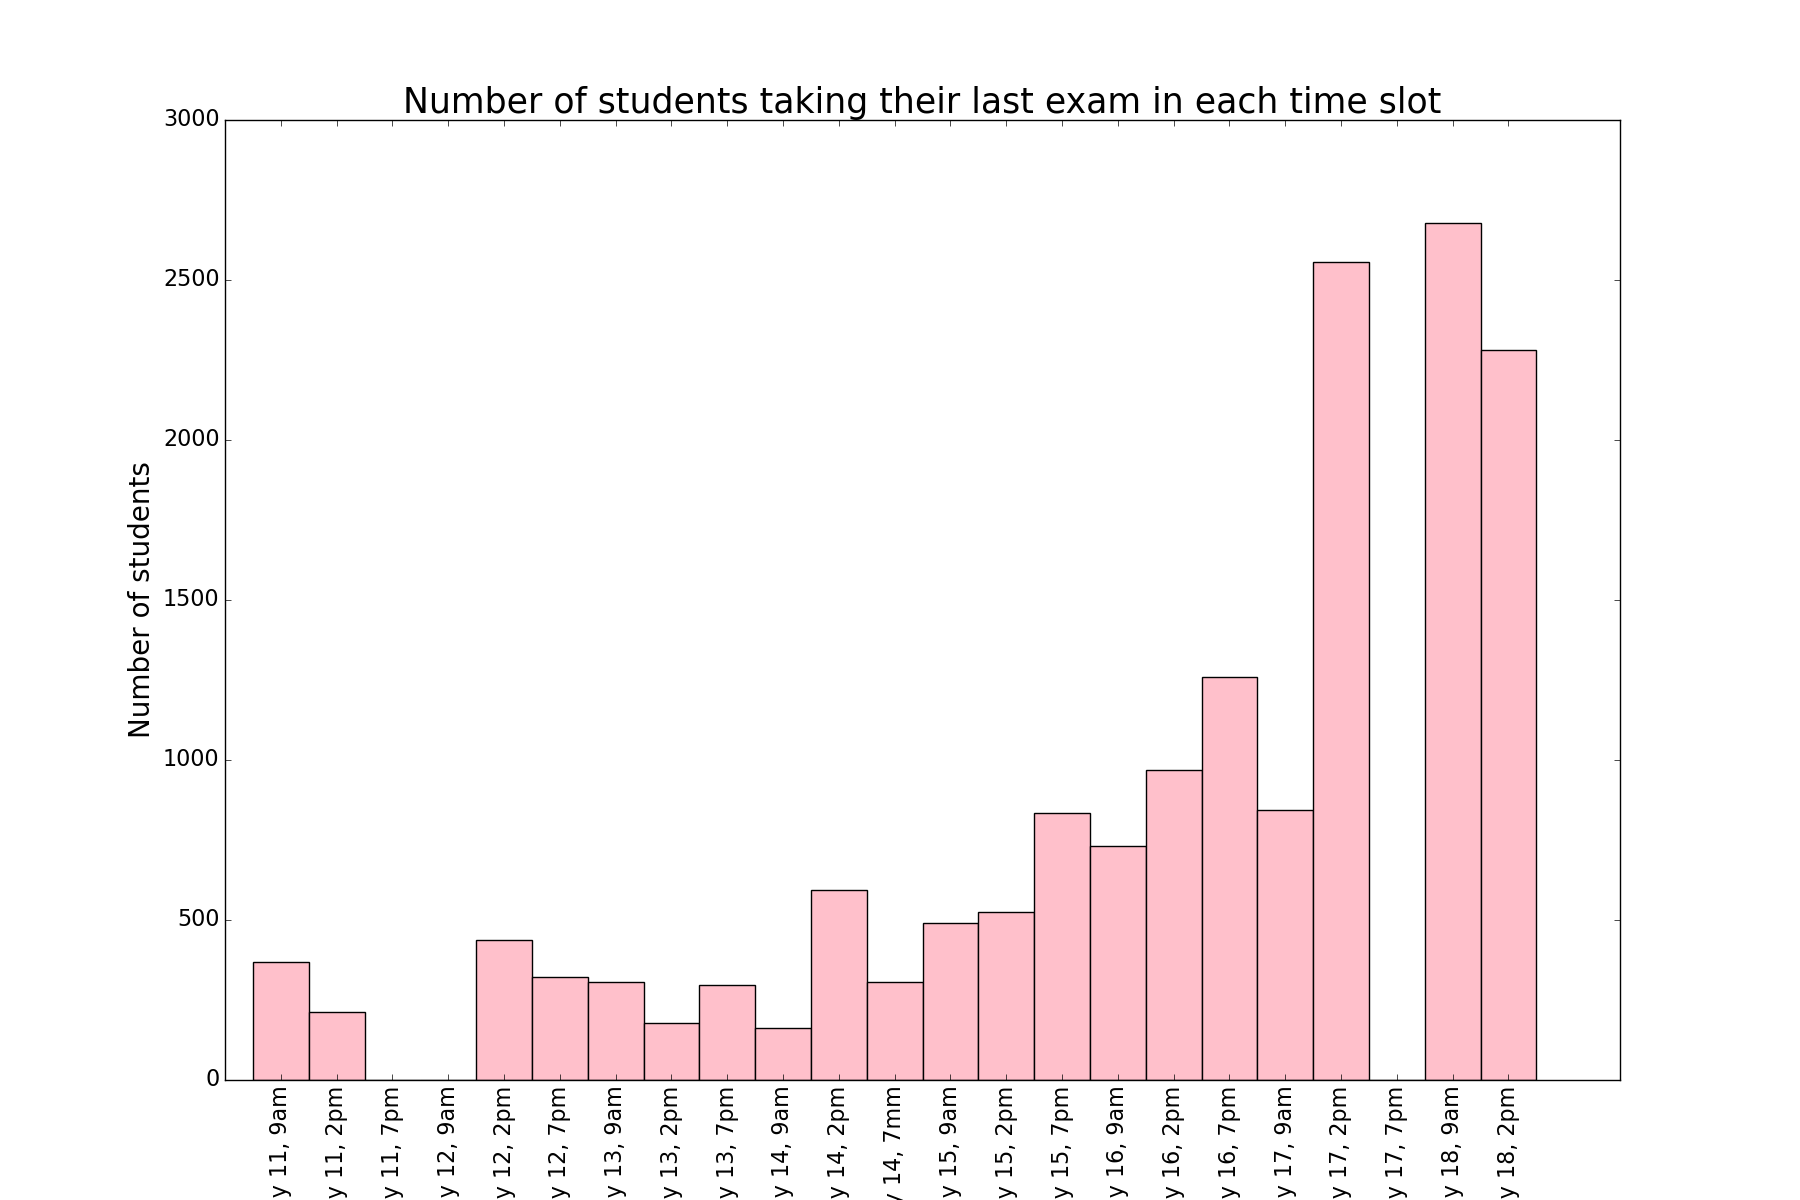 Number of students taking their last exam in each time slot
Number of students
3000
2500
2000
1500
1000
500
0
y 11, 9am
y 11, 2pm
y 11, 7pm
y 12, 9am
y 12, 2pm
y 12, 7pm
y 13, 9am
y 13, 2pm
y 13, 7pm
y 14, 9am
y 14, 2pm
y 14, 7mm
y 15, 9am
y 15, 2pm
y 15, 7pm
y 16, 9am
y 16, 2pm
y 16, 7pm
y 17, 9am
y 17, 2pm
y 17, 7pm
y 18, 9am
y 18, 2pm